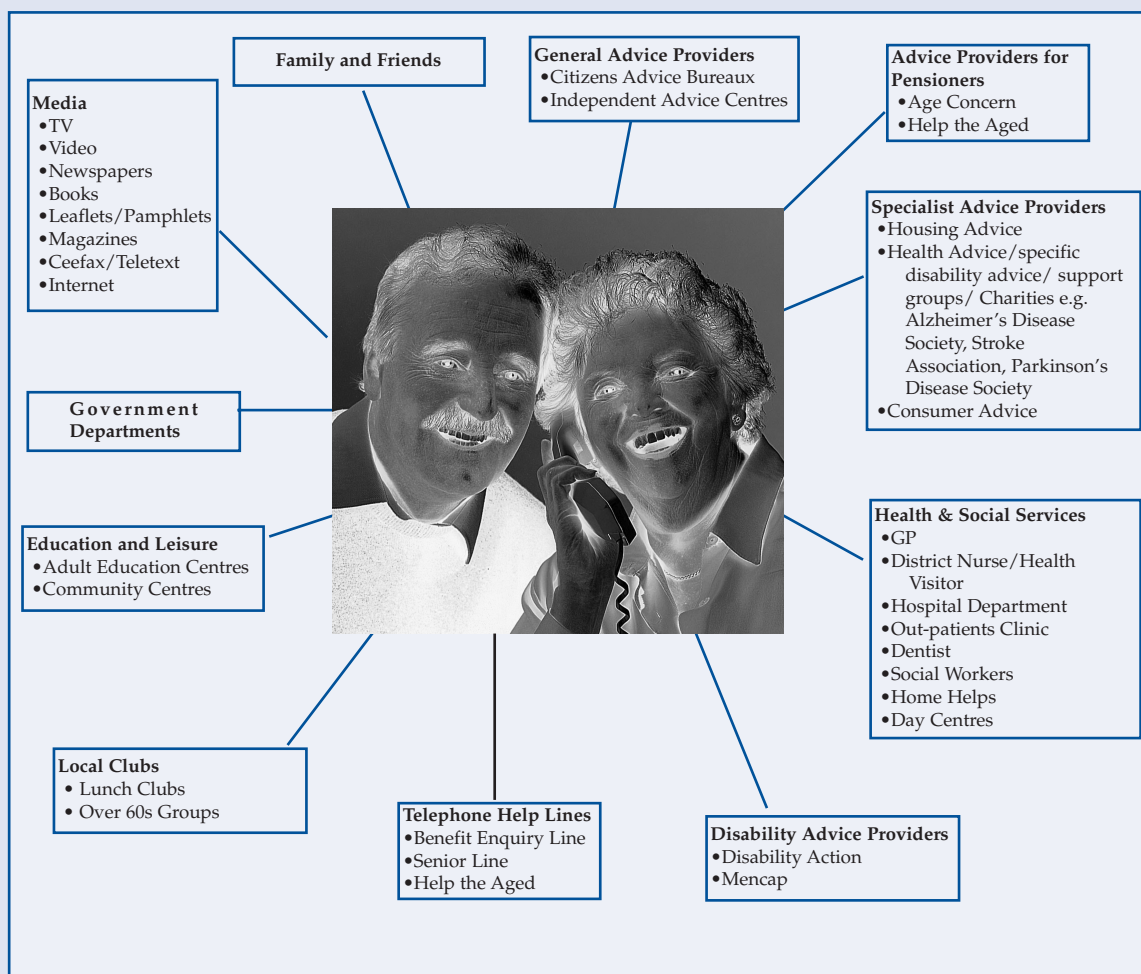 Family and Friends
General Advice Providers
•Citizens Advice Bureaux
•Independent Advice Centres
Advice Providers for
Pensioners
•Age Concern
•Help the Aged
Media
•TV
•Video
•Newspapers
•Books
•Leaflets/Pamphlets
•Magazines
•Ceefax/Teletext
•Internet
Specialist Advice Providers
•Housing Advice
•Health Advice/specific
disability advice/ support
groups/ Charities e.g.
Alzheimer's Disease
Society, Stroke
Association, Parkinson's
Disease Society
•Consumer Advice
Government
Departments
Education and Leisure
•Adult Education Centres
•Community Centres
Health & Social Services
•GP
•District Nurse/Health
Visitor
•Hospital Department
•Out-patients Clinic
•Dentist
•Social Workers
•Home Helps
•Day Centres
Local Clubs
• Lunch Clubs
• Over 60s Groups
Telephone Help Lines
•Benefit Enquiry Line
•Senior Line
•Help the Aged
Disability Advice Providers
•Disability Action
•Mencap